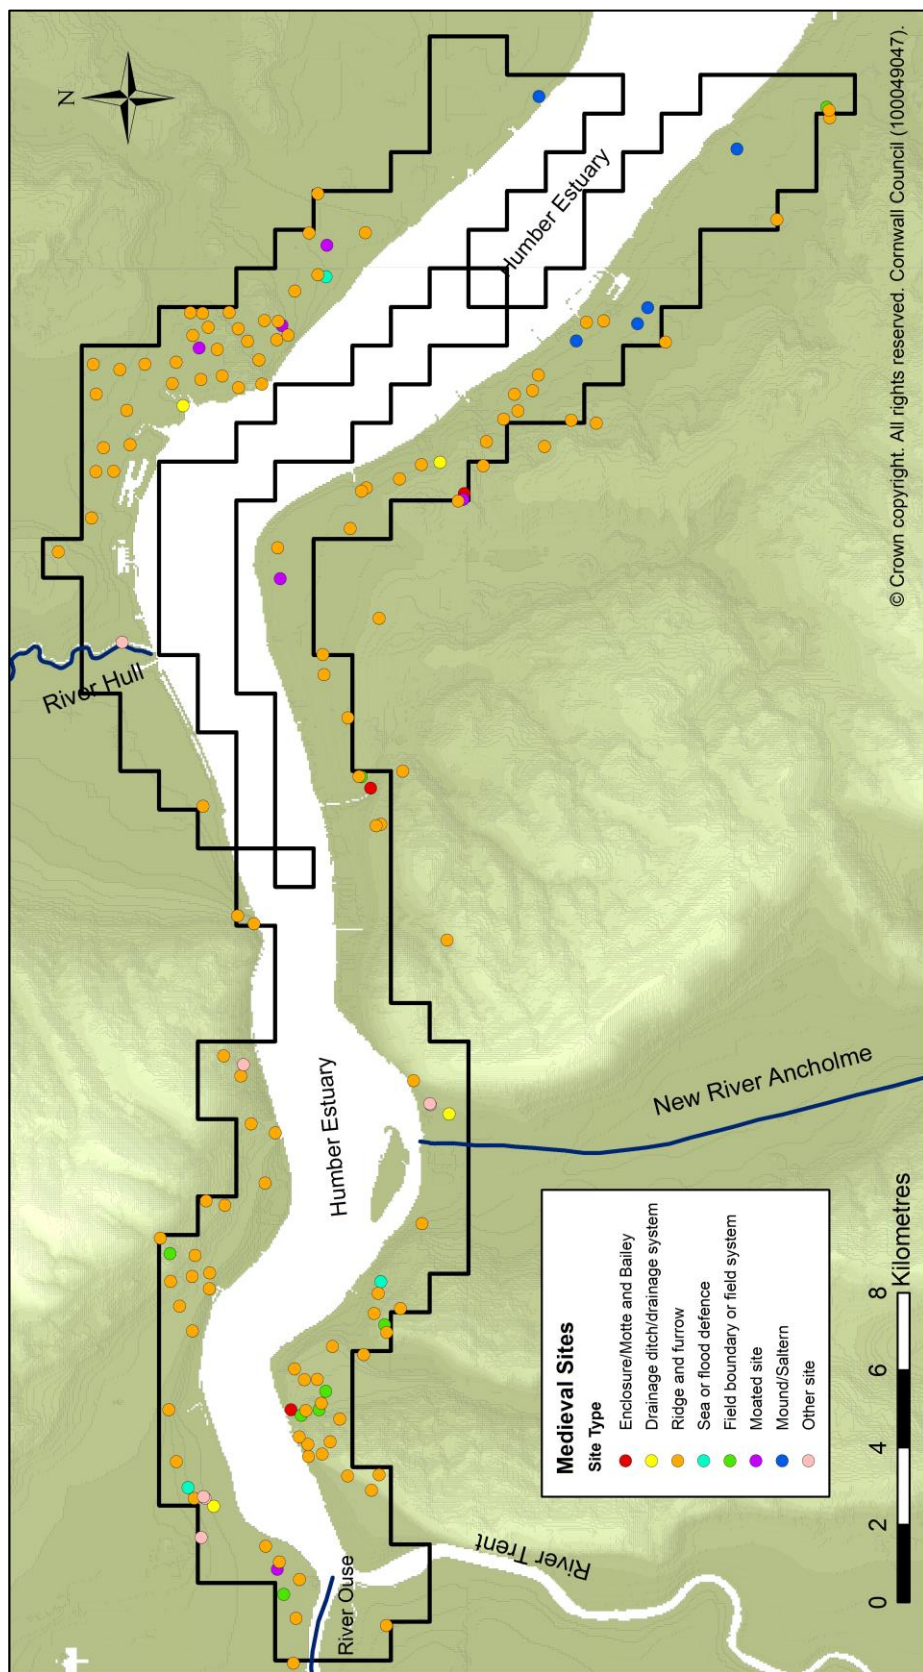 N
River Hull
Humber Estuary
Humber Estuary
New River Ancholme
River Ouse
River Trent
Medieval Sites
Site Type
Enclosure/Motte and Bailey
Drainage ditch/drainage system
Ridge and furrow
Sea or flood defence
Field boundary or field system
Moated site
Mound/Saltern
Other site
0 2 4 6 8
Kilometres
© Crown copyright. All rights reserved. Cornwall Council (100049047).